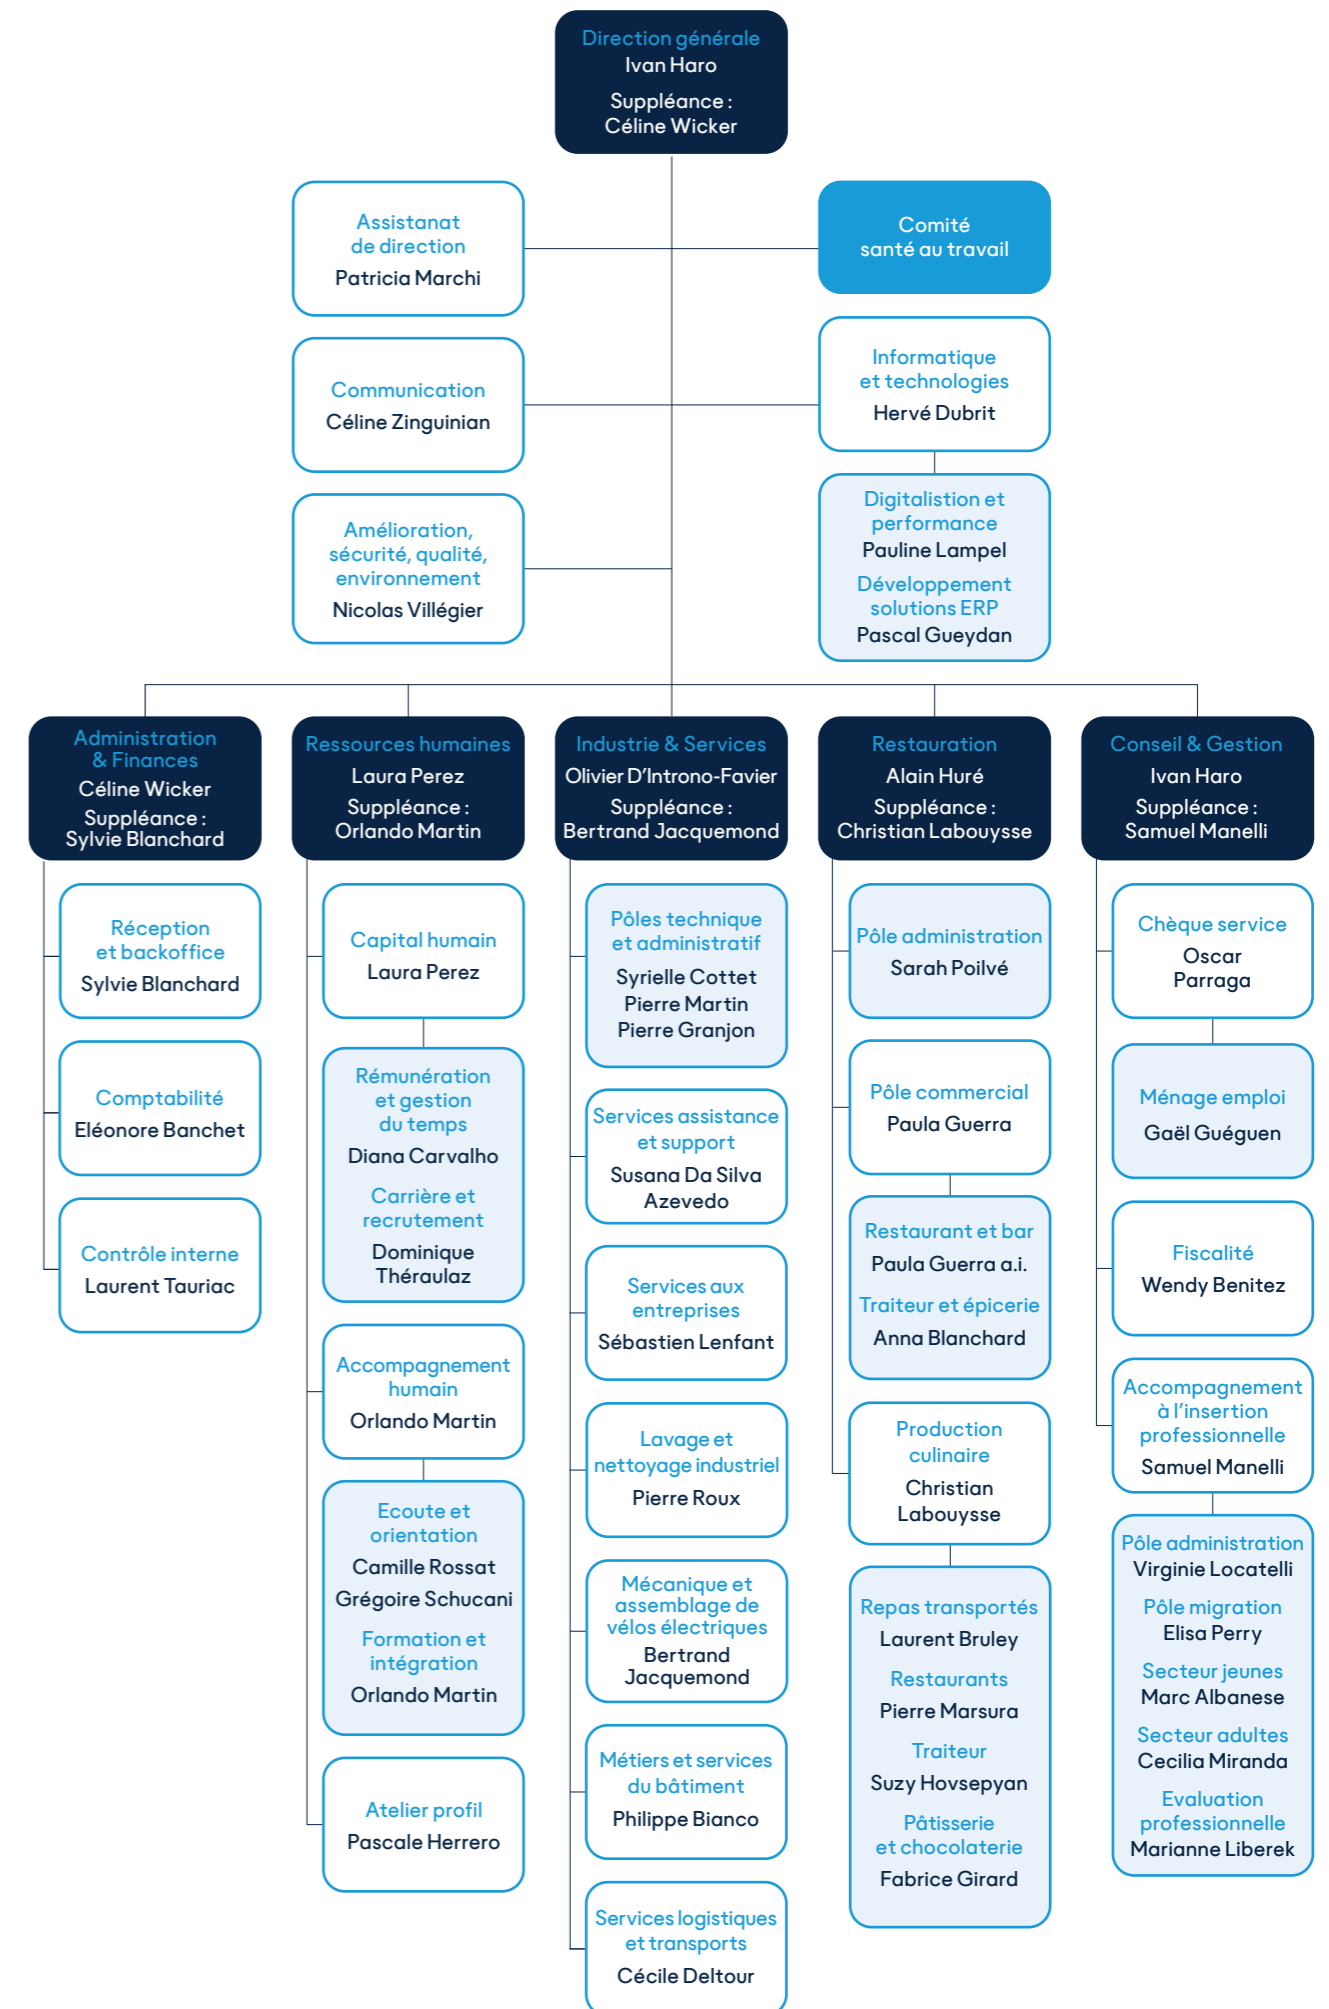 Direction générale
Ivan Haro
Suppléance :
Céline Wicker
Assistanat
de direction
Patricia Marchi
Comité
santé au travail
Communication
Céline Zinguinian
Informatique
et technologies
Hervé Dubrit
Amélioration,
sécurité, qualité,
environnement
Nicolas Villégier
Digitalistion et
performance
Pauline Lampel
Développement
solutions ERP
Pascal Gueydan
Administration
& Finances
Céline Wicker
Suppléance :
Sylvie Blanchard
Réception
et backoffice
Sylvie Blanchard
Comptabilité
Eléonore Banchet
Contrôle interne
Laurent Tauriac
Ressources humaines
Laura Perez
Suppléance :
Orlando Martin
Capital humain
Laura Perez
Rémunération
et gestion
du temps
Diana Carvalho
Carrière et
recrutement
Dominique
Théraulaz
Accompagnement
humain
Orlando Martin
Ecoute et
orientation
Camille Rossat
Grégoire Schucani
Formation et
intégration
Orlando Martin
Atelier profil
Pascale Herrero
Industrie & Services
Olivier D'Introno-Favier
Suppléance :
Bertrand Jacquemond
Pôles technique
et administratif
Syrielle Cottet
Pierre Martin
Pierre Granjon
Services assistance
et support
Susana Da Silva
Azevedo
Services aux
entreprises
Sébastien Lenfant
Lavage et
nettoyage industriel
Pierre Roux
Mécanique et
assemblage de
vélos électriques
Bertrand
Jacquemond
Métiers et services
du bâtiment
Philippe Bianco
Services logistiques
et transports
Cécile Deltour
Restauration
Alain Huré
Suppléance :
Christian Labouysse
Pôle administration
Sarah Poilvé
Pôle commercial
Paula Guerra
Restaurant et bar
Paula Guerra a.i.
Traiteur et épicerie
Anna Blanchard
Production
culinaire
Christian
Labouysse
Repas transportés
Laurent Bruley
Restaurants
Pierre Marsura
Traiteur
Suzy Hovsepyan
Pâtisserie
et chocolaterie
Fabrice Girard
Conseil & Gestion
Ivan Haro
Suppléance :
Samuel Manelli
Chèque service
Oscar
Parraga
Ménage emploi
Gaël Guéguen
Fiscalité
Wendy Benitez
Accompagnement
à l'insertion
professionnelle
Samuel Manelli
Pôle administration
Virginie Locatelli
Pôle migration
Elisa Perry
Secteur jeunes
Marc Albanese
Secteur adultes
Cecilia Miranda
Evaluation
professionnelle
Marianne Liberek